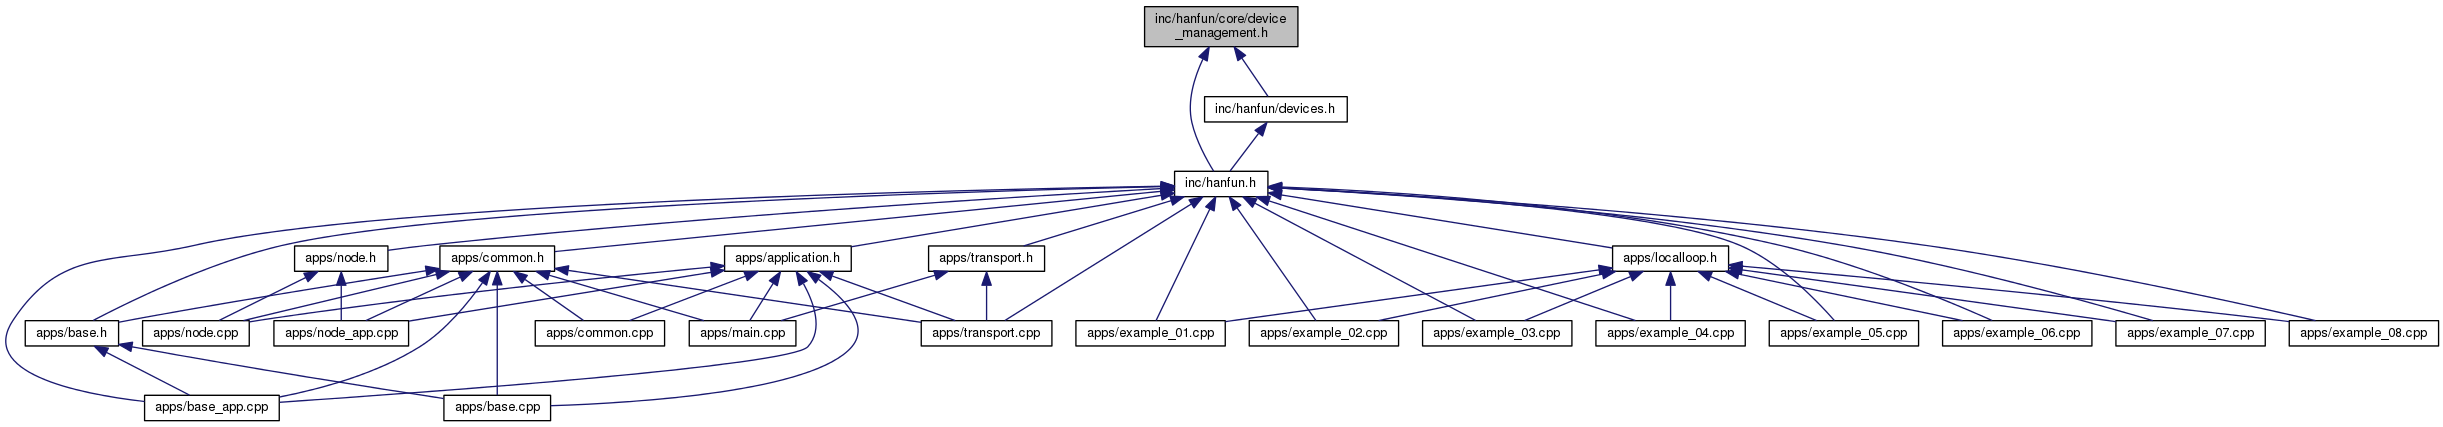 inc/hanfun/core/device
_management.h
inc/hanfun/devices.h
inc/hanfun.h
apps/node.h
apps/common.h
apps/application.h
apps/transport.h
apps/localloop.h
apps/base.h
apps/node.cpp
apps/node_app.cpp
apps/common.cpp
apps/main.cpp
apps/transport.cpp
apps/example_01.cpp
apps/example_02.cpp
apps/example_03.cpp
apps/example_04.cpp
apps/example_05.cpp
apps/example_06.cpp
apps/example_07.cpp
apps/example_08.cpp
apps/base_app.cpp
apps/base.cpp